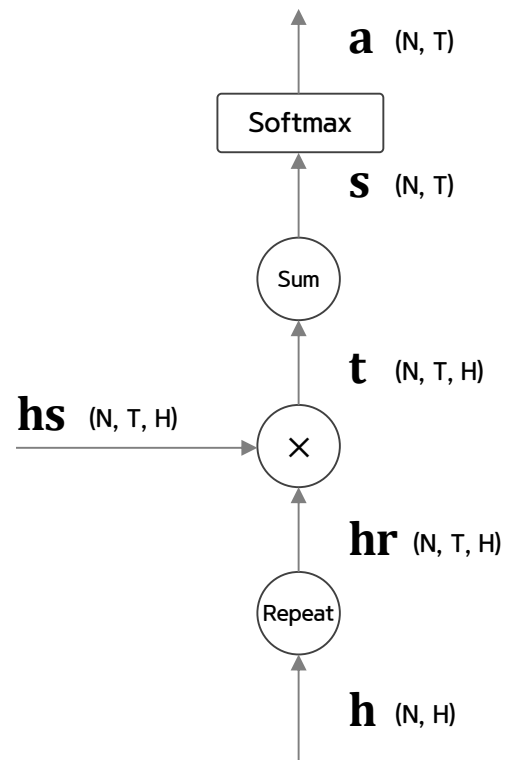 a (N, T)
Softmax
s (N, T)
Sum
t (N, T, H)
hs (N, T, H)
×
hr (N, T, H)
Repeat
h (N, H)